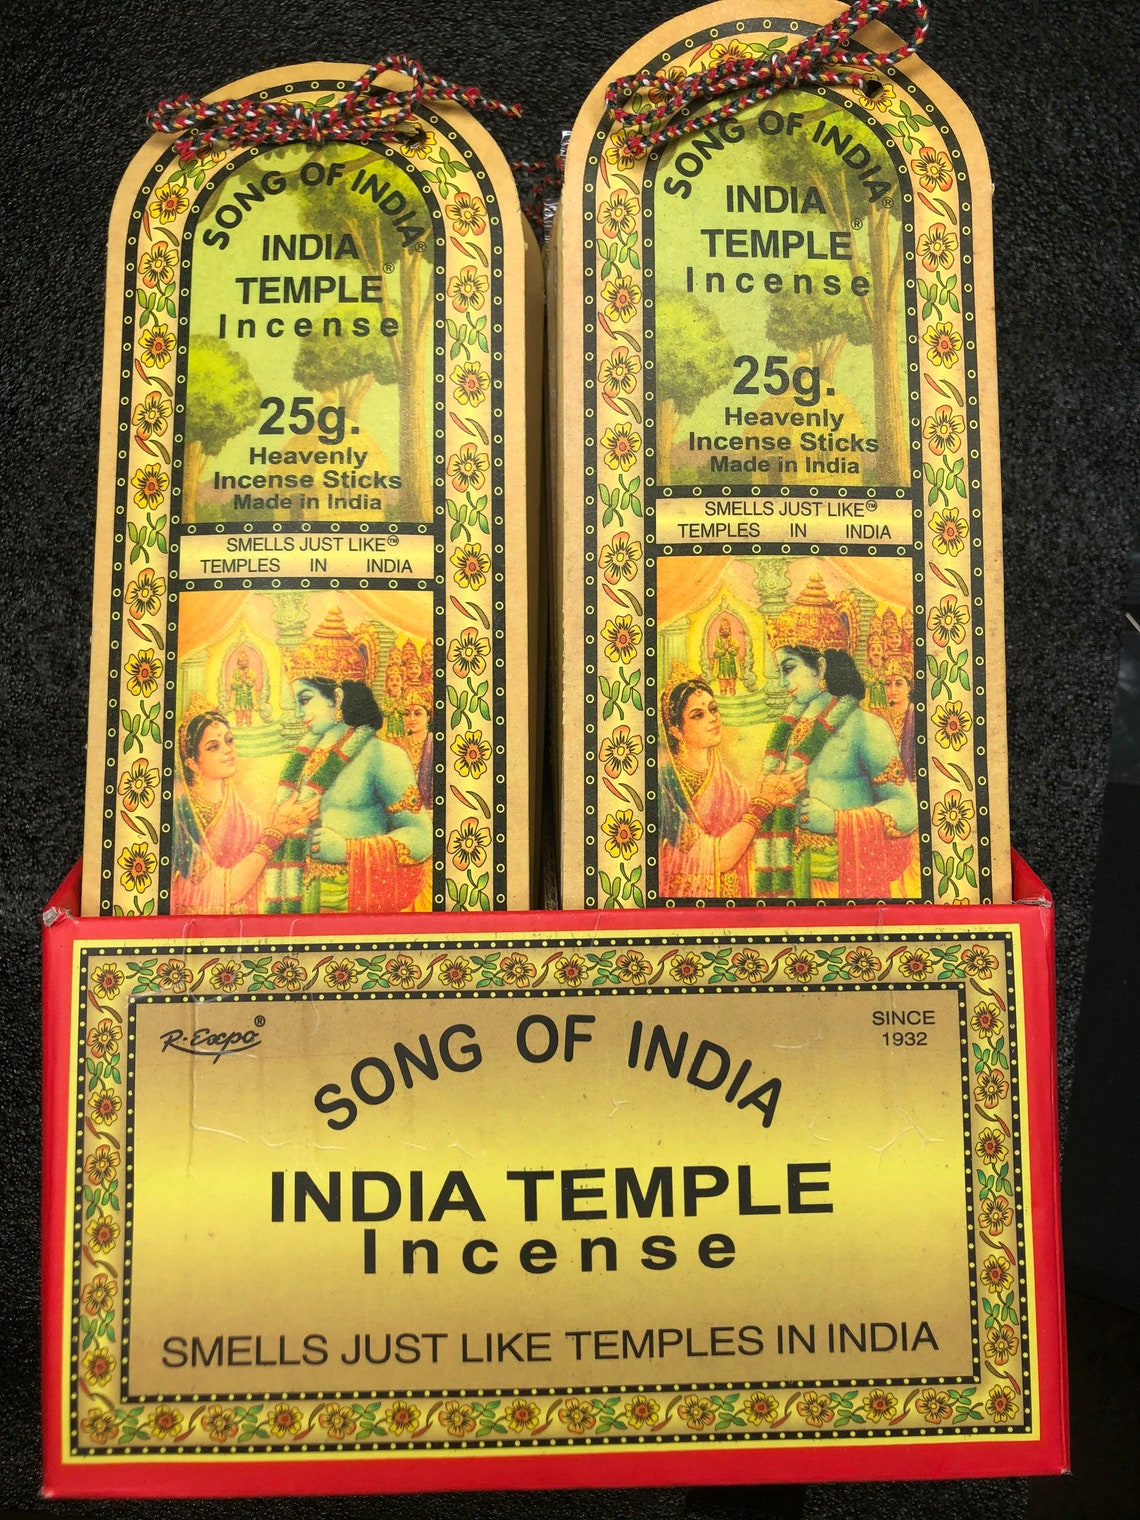 SONG OF INDIA®
INDIA
TEMPLE®
Incense
25g.
Heavenly
Incense Sticks
Made in India
SMELLS JUST LIKE™
TEMPLES IN INDIA
SONG OF INDIA®
INDIA
TEMPLE®
Incense
25g.
Heavenly
Incense Sticks
Made in India
SMELLS JUST LIKE™
TEMPLES IN INDIA
R-Expo®
SINCE
1932
SONG OF INDIA
INDIA TEMPLE
Incense
SMELLS JUST LIKE TEMPLES IN INDIA